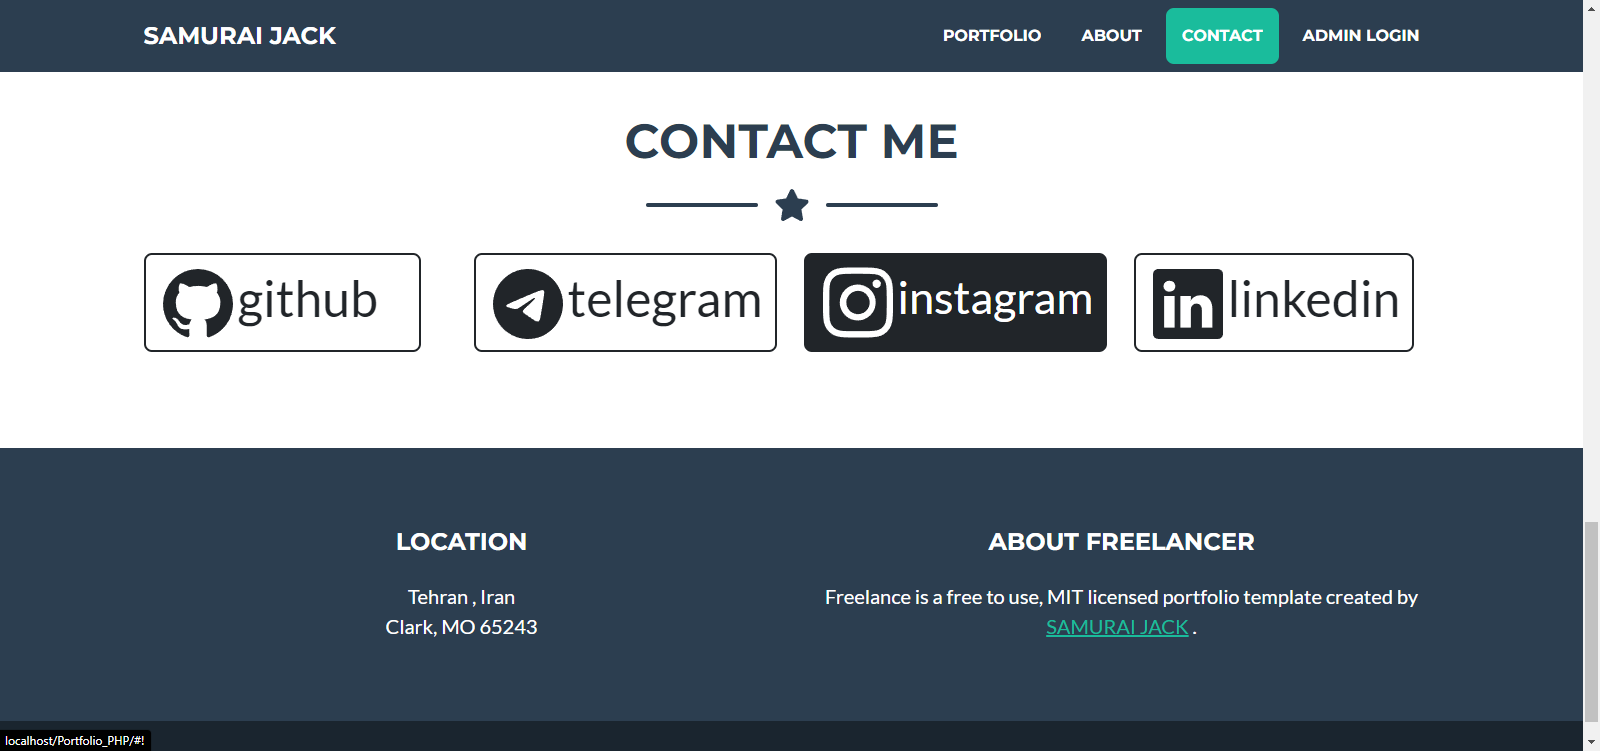 SAMURAI JACK
PORTFOLIO
ABOUT
CONTACT
ADMIN LOGIN
CONTACT ME
github
telegram
instagram
linkedin
LOCATION
Tehran , Iran
Clark, MO 65243
ABOUT FREELANCER
Freelance is a free to use, MIT licensed portfolio template created by
SAMURAI JACK .
localhost/Portfolio_PHP/#!